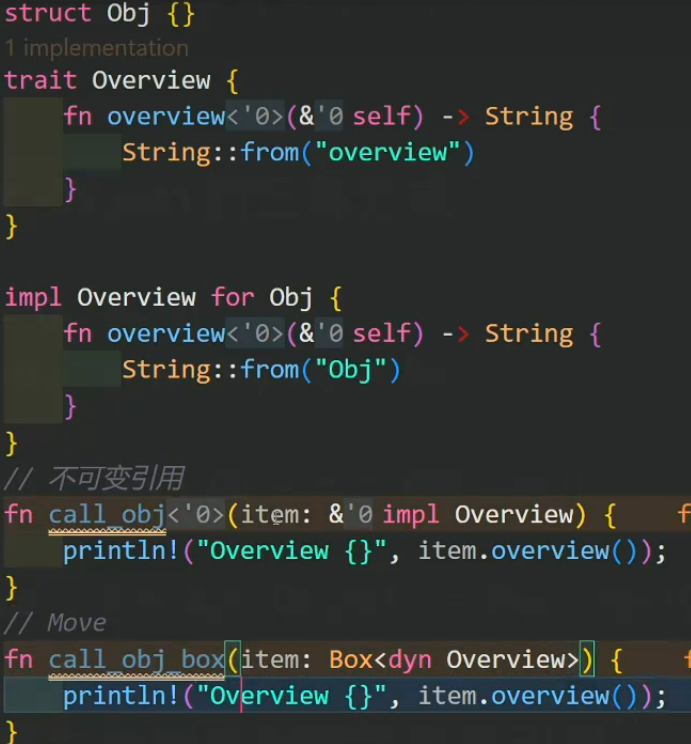 struct Obj {}
1 implementation
trait Overview {
fn overview<'0>(&'0 self) -> String {
String::from("overview")
}
}
impl Overview for Obj {
fn overview<'0>(&'0 self) -> String {
String::from("Obj")
}
}
// 不可变引用
fn call_obj<'0>(item: &'0 impl Overview) { f
println!("Overview {}", item.overview());
}
// Move
fn call_obj_box(item: Box<dyn Overview>) { f
println!("Overview {}", item.overview());
}